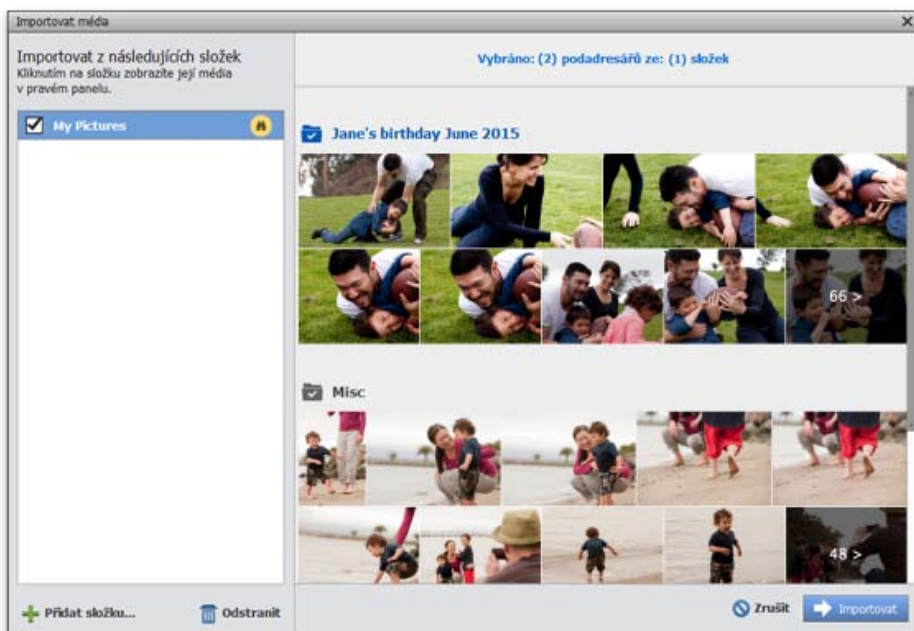 Importovat média
Importovat z následujících složek
Kliknutím na složku zobrazíte její média
v pravém panelu.
My Pictures
Přidat složku...
Odstranit
Vybráno: (2) podadresářů ze: (1) složek
Jane's birthday June 2015
66 >
Misc
48 >
Zrušit
Importovat